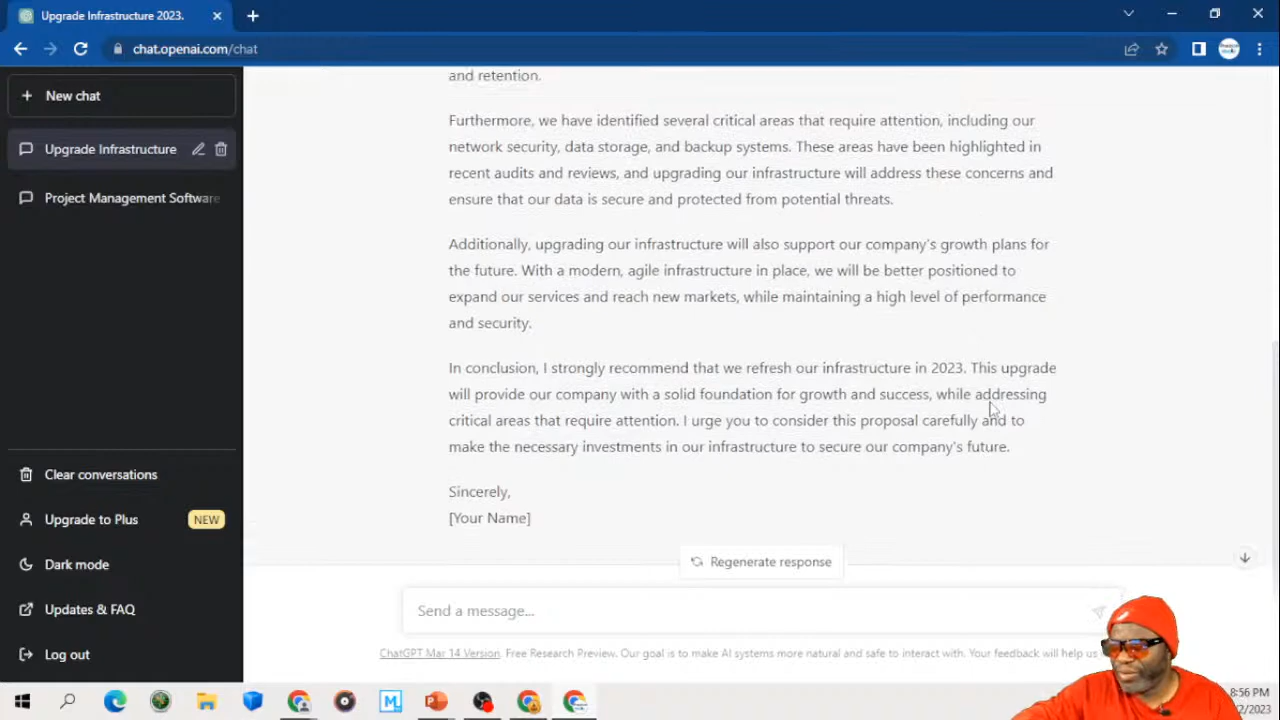 Upgrade Infrastructure 2023.
chat.openai.com/chat
New chat
Upgrade Infrastructure
Project Management Software
Clear conversations
Upgrade to Plus NEW
Dark mode
Updates & FAQ
Log out
and retention.
Furthermore, we have identified several critical areas that require attention, including our
network security, data storage, and backup systems. These areas have been highlighted in
recent audits and reviews, and upgrading our infrastructure will address these concerns and
ensure that our data is secure and protected from potential threats.
Additionally, upgrading our infrastructure will also support our company's growth plans for
the future. With a modern, agile infrastructure in place, we will be better positioned to
expand our services and reach new markets, while maintaining a high level of performance
and security.
In conclusion, I strongly recommend that we refresh our infrastructure in 2023. This upgrade
will provide our company with a solid foundation for growth and success, while addressing
critical areas that require attention. I urge you to consider this proposal carefully and to
make the necessary investments in our infrastructure to secure our company's future.
Sincerely,
[Your Name]
Regenerate response
Send a message...
ChatGPT Mar 14 Version. Free Research Preview. Our goal is to make AI systems more natural and safe to interact with. Your feedback will help us
8:56 PM
/2/2023